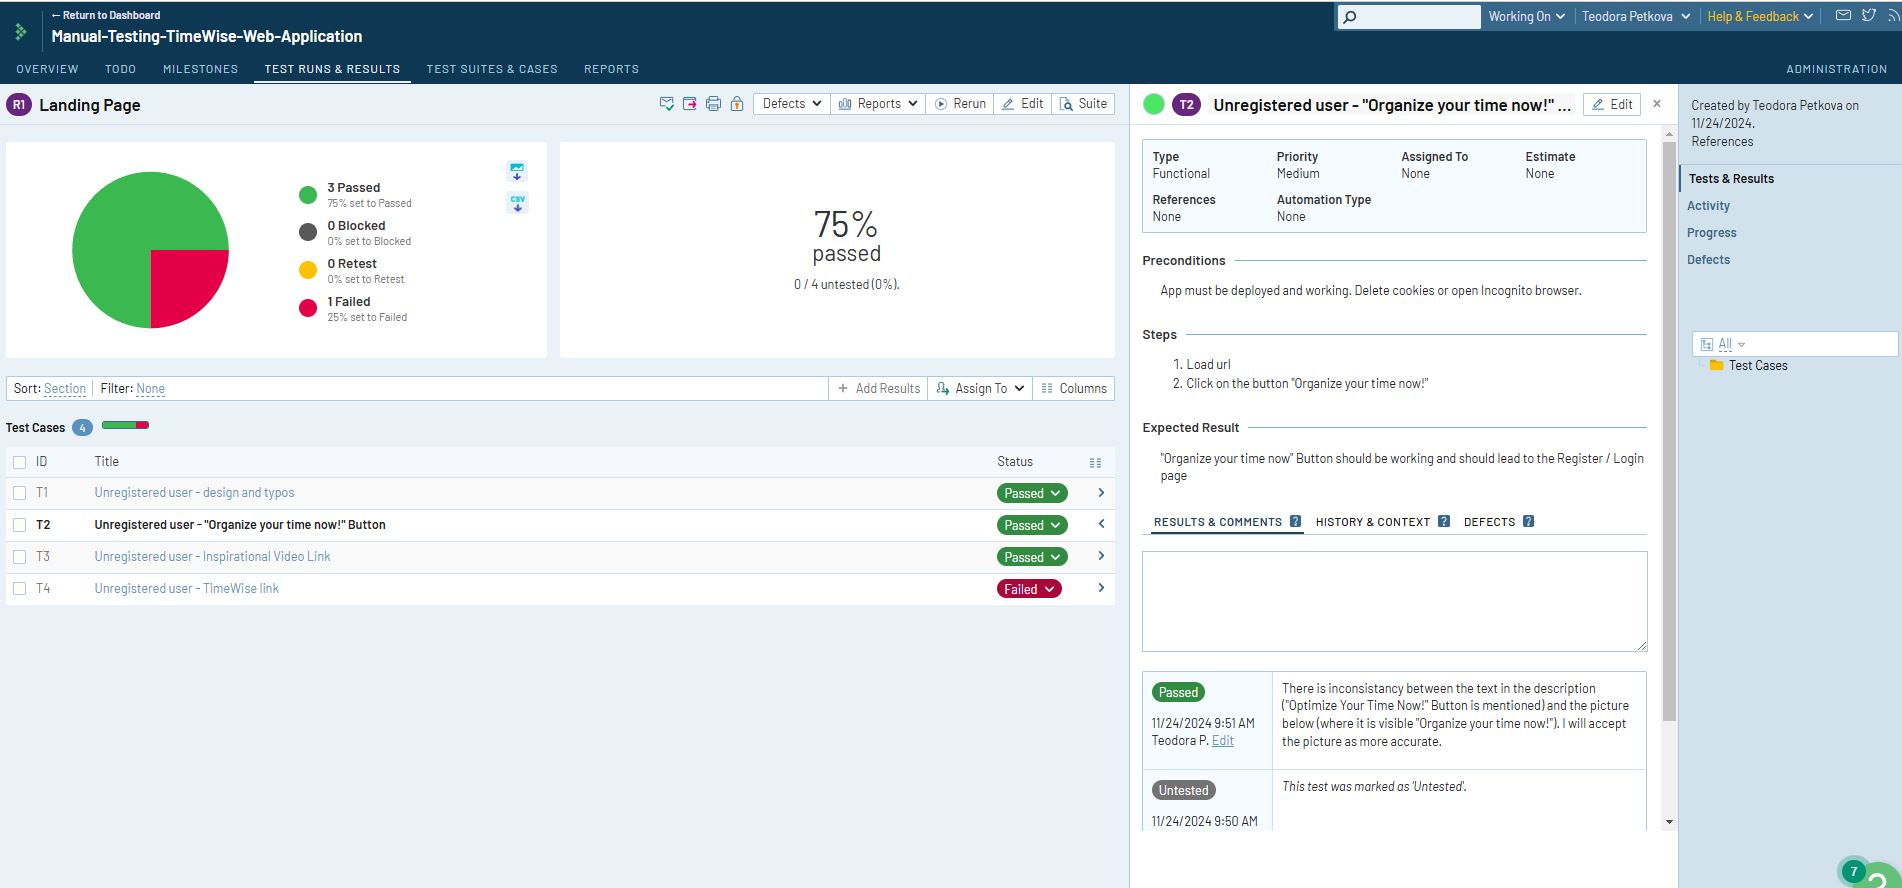 ← Return to Dashboard
Manual-Testing-TimeWise-Web-Application
Working On
Teodora Petkova
Help & Feedback
OVERVIEW
TODO
MILESTONES
TEST RUNS & RESULTS
TEST SUITES & CASES
REPORTS
ADMINISTRATION
R1 Landing Page
Defects
Reports
Rerun
Edit
Suite
3 Passed
75% set to Passed
0 Blocked
0% set to Blocked
0 Retest
0% set to Retest
1 Failed
25% set to Failed
CSV
75%
passed
0 / 4 untested (0%).
Sort: Section Filter: None
Add Results
Assign To
Columns
Test Cases 4
ID Title Status
T1 Unregistered user - design and typos Passed
T2 Unregistered user - "Organize your time now!" Button Passed
T3 Unregistered user - Inspirational Video Link Passed
T4 Unregistered user - TimeWise link Failed
T2 Unregistered user - "Organize your time now!" ...
Edit
×
Type Priority Assigned To Estimate
Functional Medium None None
References Automation Type
None None
Preconditions
App must be deployed and working. Delete cookies or open Incognito browser.
Steps
1. Load url
2. Click on the button "Organize your time now!"
Expected Result
"Organize your time now" Button should be working and should lead to the Register / Login
page
RESULTS & COMMENTS ? HISTORY & CONTEXT ? DEFECTS ?
Passed
11/24/2024 9:51 AM
Teodora P. Edit
There is inconsistancy between the text in the description
("Optimize Your Time Now!" Button is mentioned) and the picture
below (where it is visible "Organize your time now!"). I will accept
the picture as more accurate.
Untested
11/24/2024 9:50 AM
This test was marked as 'Untested'.
Created by Teodora Petkova on
11/24/2024.
References
Tests & Results
Activity
Progress
Defects
All
Test Cases
7
?